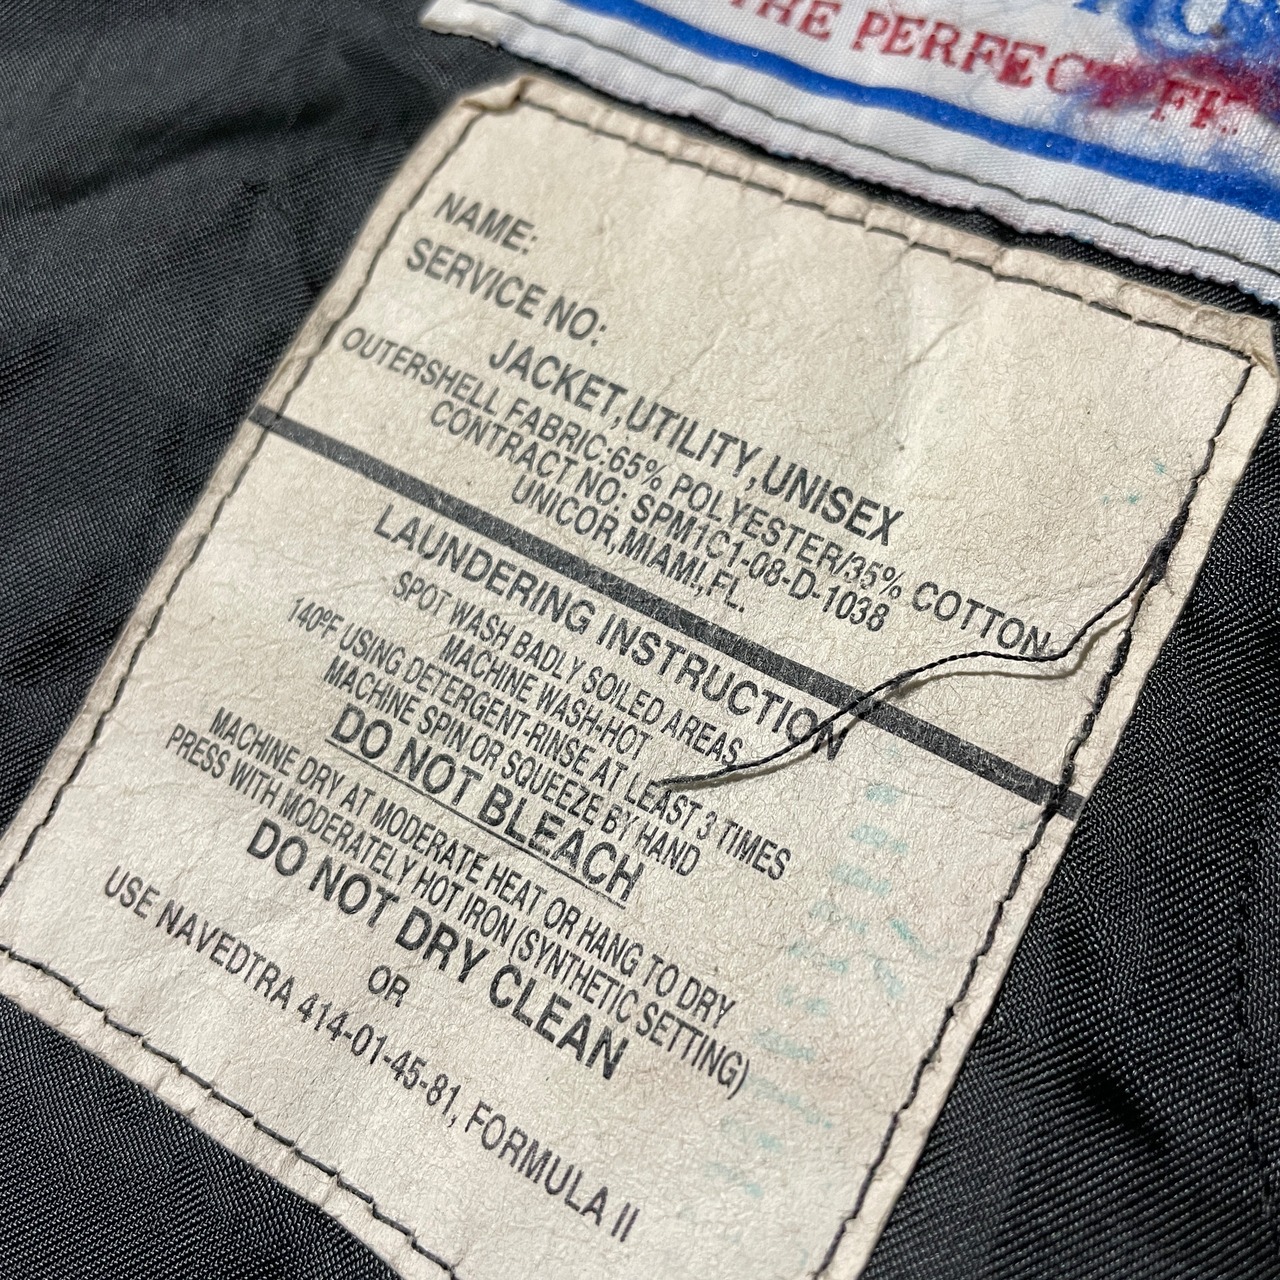 THE PERFECT FIT
NAME:
SERVICE NO:
JACKET,UTILITY,UNISEX
OUTERSHELL FABRIC:65% POLYESTER/35% COTTON
CONTRACT NO: SPM1C1-08-D-1038
UNICOR,MIAMI,FL.
LAUNDERING INSTRUCTION
SPOT WASH BADLY SOILED AREAS
MACHINE WASH-HOT
140ºF USING DETERGENT-RINSE AT LEAST 3 TIMES
MACHINE SPIN OR SQUEEZE BY HAND
DO NOT BLEACH
MACHINE DRY AT MODERATE HEAT OR HANG TO DRY
PRESS WITH MODERATELY HOT IRON (SYNTHETIC SETTING)
DO NOT DRY CLEAN
OR
USE NAVEDTRA 414-01-45-81, FORMULA II